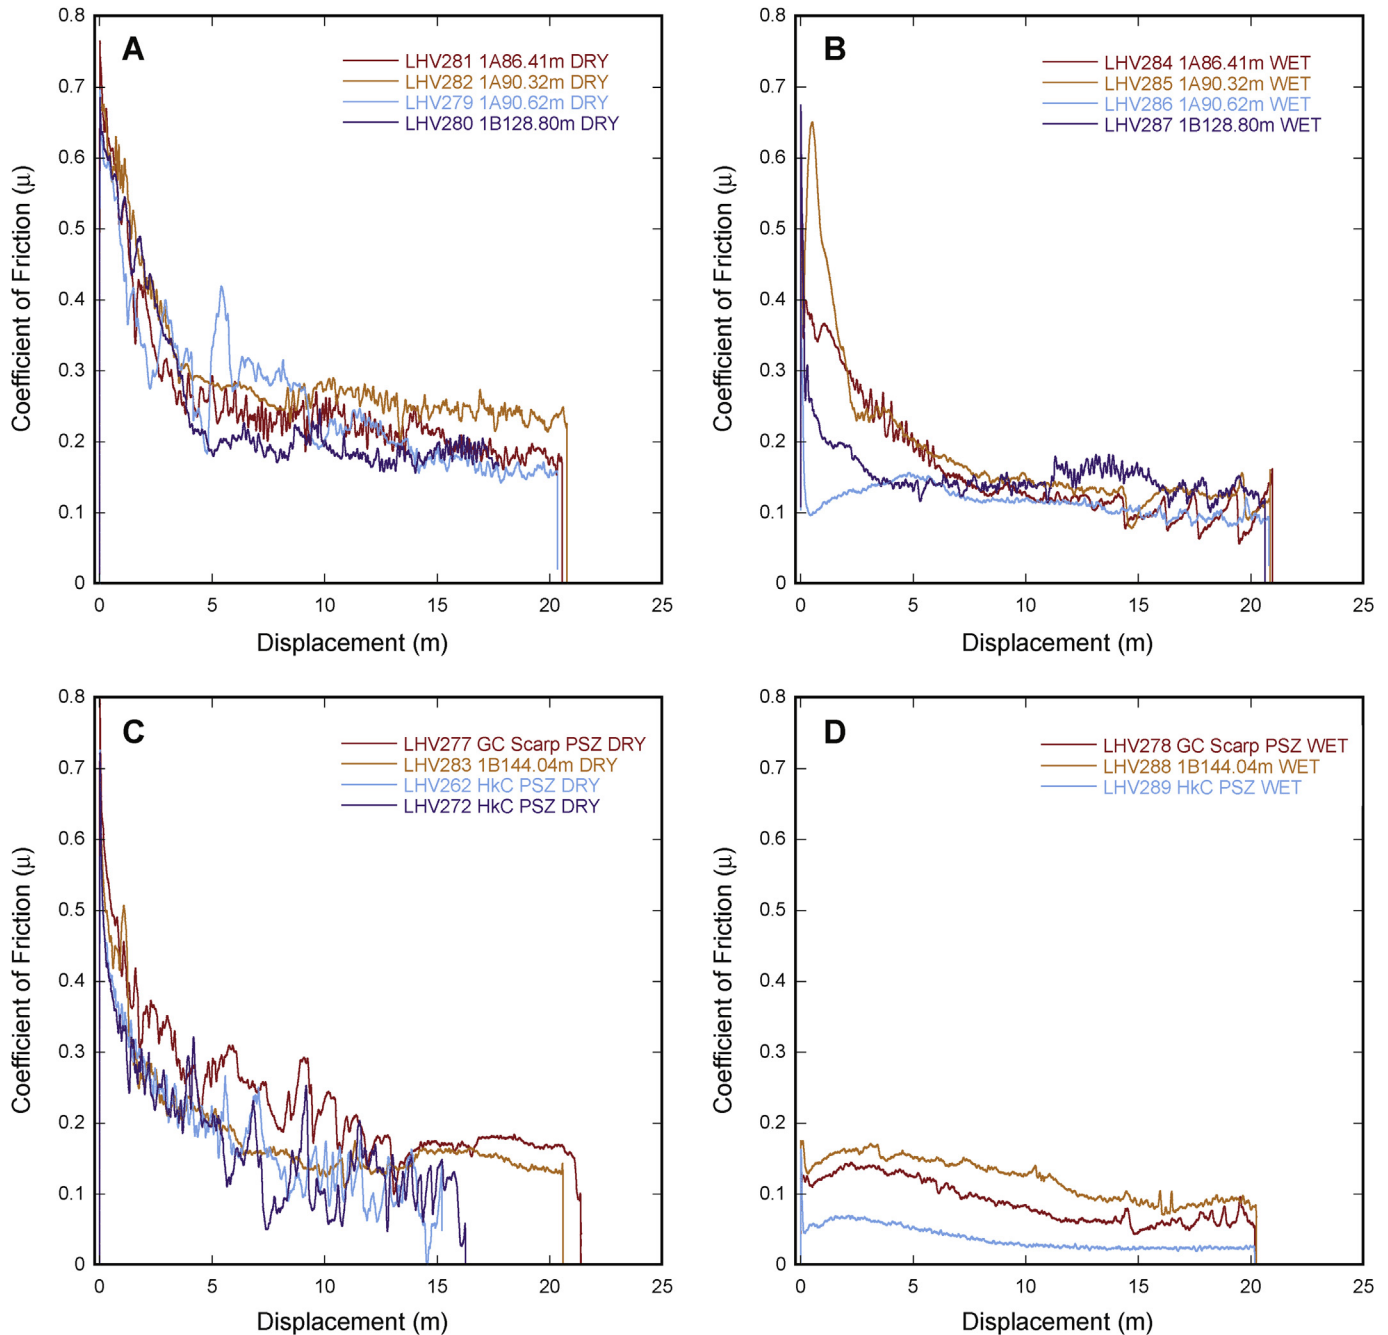 A
LHV281 1A86.41m DRY
LHV282 1A90.32m DRY
LHV279 1A90.62m DRY
LHV280 1B128.80m DRY
0.8
0.7
0.6
0.5
0.4
0.3
0.2
0.1
0
Coefficient of Friction (μ)
0 5 10 15 20 25
Displacement (m)
B
LHV284 1A86.41m WET
LHV285 1A90.32m WET
LHV286 1A90.62m WET
LHV287 1B128.80m WET
0.8
0.7
0.6
0.5
0.4
0.3
0.2
0.1
0
Coefficient of Friction (μ)
0 5 10 15 20 25
Displacement (m)
C
LHV277 GC Scarp PSZ DRY
LHV283 1B144.04m DRY
LHV262 HkC PSZ DRY
LHV272 HkC PSZ DRY
0.8
0.7
0.6
0.5
0.4
0.3
0.2
0.1
0
Coefficient of Friction (μ)
0 5 10 15 20 25
Displacement (m)
D
LHV278 GC Scarp PSZ WET
LHV288 1B144.04m WET
LHV289 HkC PSZ WET
0.8
0.7
0.6
0.5
0.4
0.3
0.2
0.1
0
Coefficient of Friction (μ)
0 5 10 15 20 25
Displacement (m)